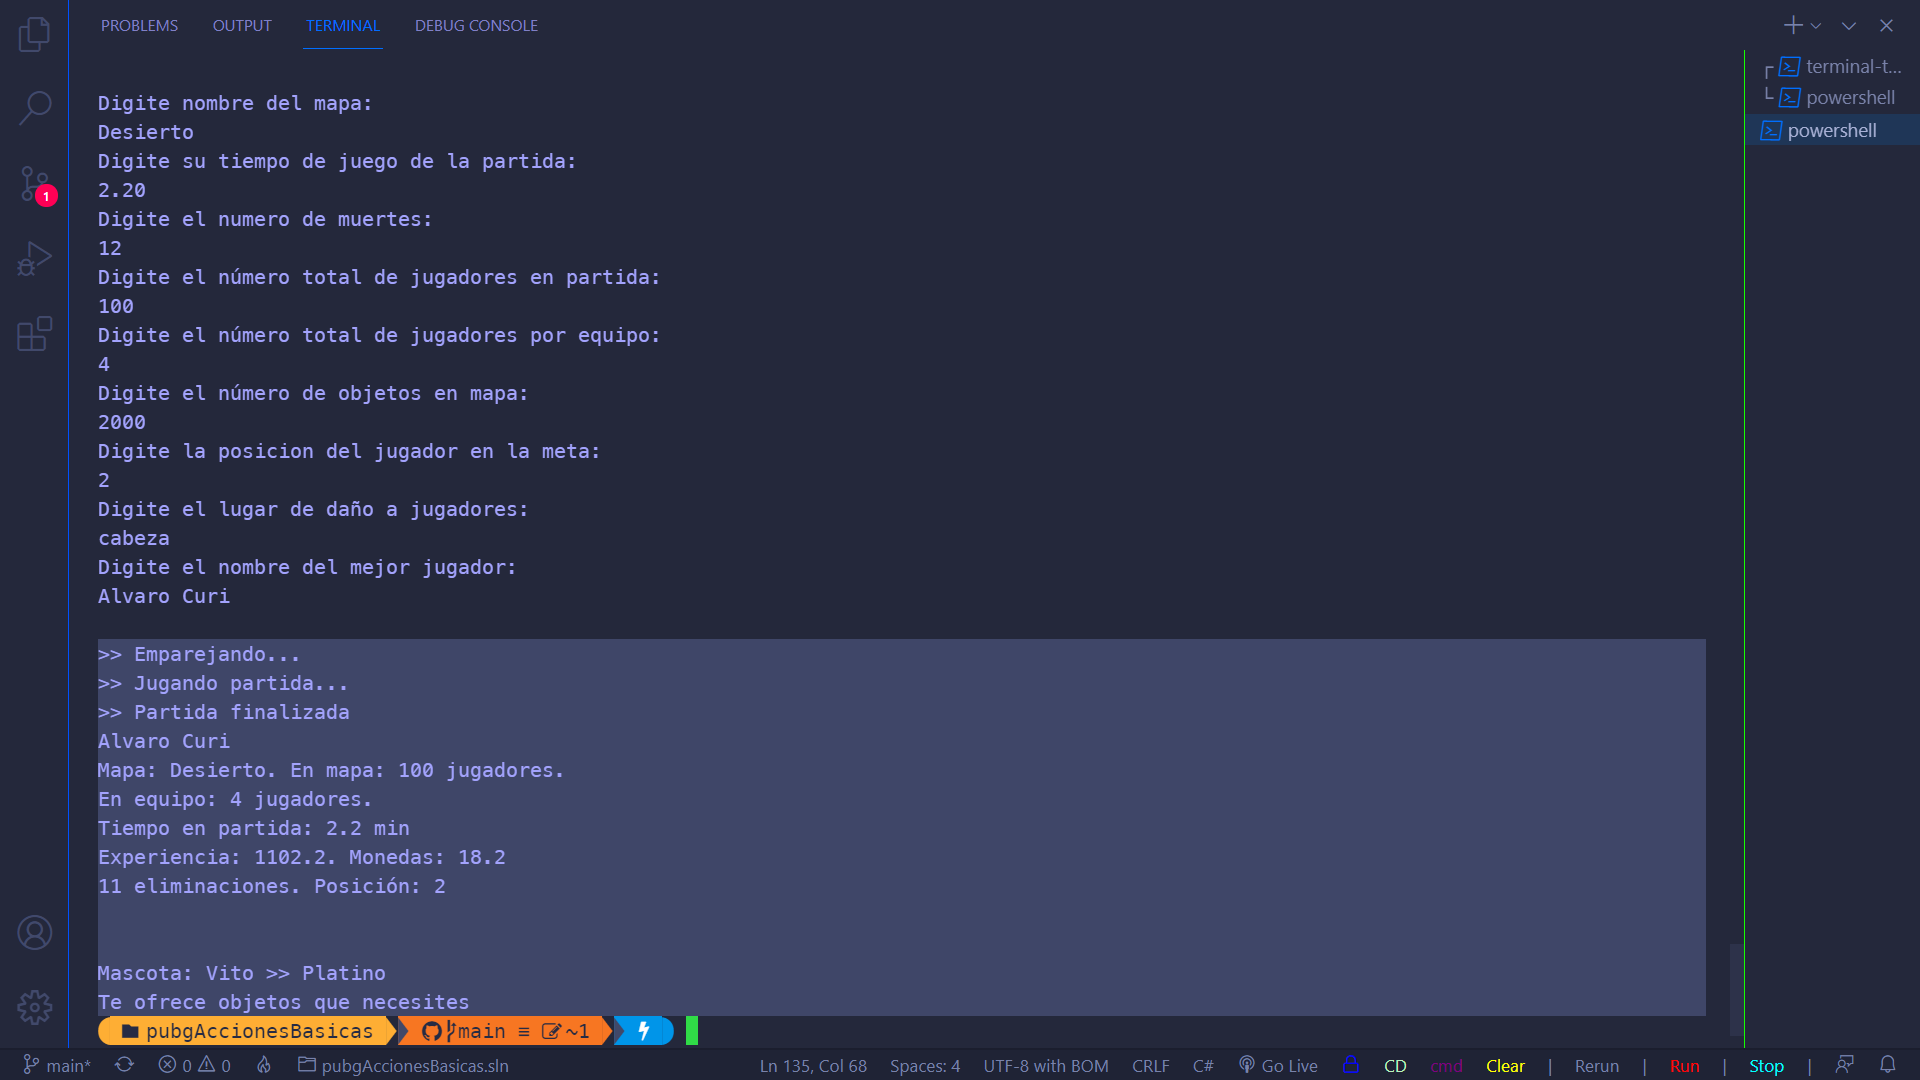 PROBLEMS OUTPUT TERMINAL DEBUG CONSOLE
Digite nombre del mapa:
Desierto
Digite su tiempo de juego de la partida:
2.20
Digite el numero de muertes:
12
Digite el número total de jugadores en partida:
100
Digite el número total de jugadores por equipo:
4
Digite el número de objetos en mapa:
2000
Digite la posicion del jugador en la meta:
2
Digite el lugar de daño a jugadores:
cabeza
Digite el nombre del mejor jugador:
Alvaro Curi
>> Emparejando...
>> Jugando partida...
>> Partida finalizada
Alvaro Curi
Mapa: Desierto. En mapa: 100 jugadores.
En equipo: 4 jugadores.
Tiempo en partida: 2.2 min
Experiencia: 1102.2. Monedas: 18.2
11 eliminaciones. Posición: 2
Mascota: Vito >> Platino
Te ofrece objetos que necesites
pubgAccionesBasicas main ≡ ~1
terminal-t...
powershell
powershell
1
main* 0 0 pubgAccionesBasicas.sln Ln 135, Col 68 Spaces: 4 UTF-8 with BOM CRLF C# Go Live CD cmd Clear | Rerun | Run | Stop |